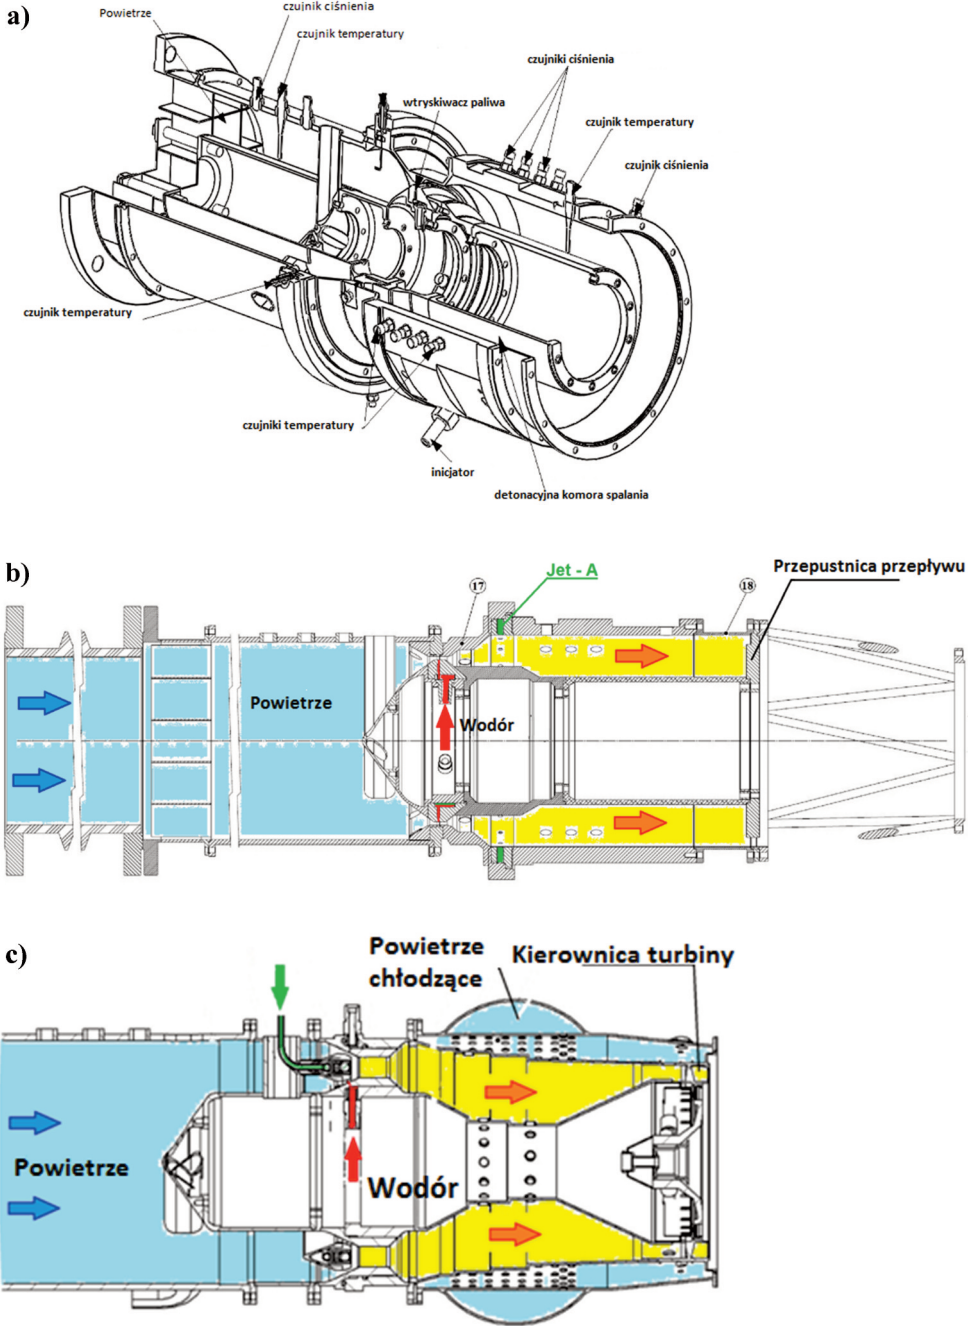 a)
Powietrze
czujnik ciśnienia
czujnik temperatury
wtryskiwacz paliwa
czujniki ciśnienia
czujnik temperatury
czujnik ciśnienia
czujnik temperatury
czujniki temperatury
inicjator
detonacyjna komora spalania
b)
Jet - A
17
18
Przepustnica przepływu
Powietrze
Wodór
c)
Powietrze
chłodzące
Kierownica turbiny
Powietrze
Wodór